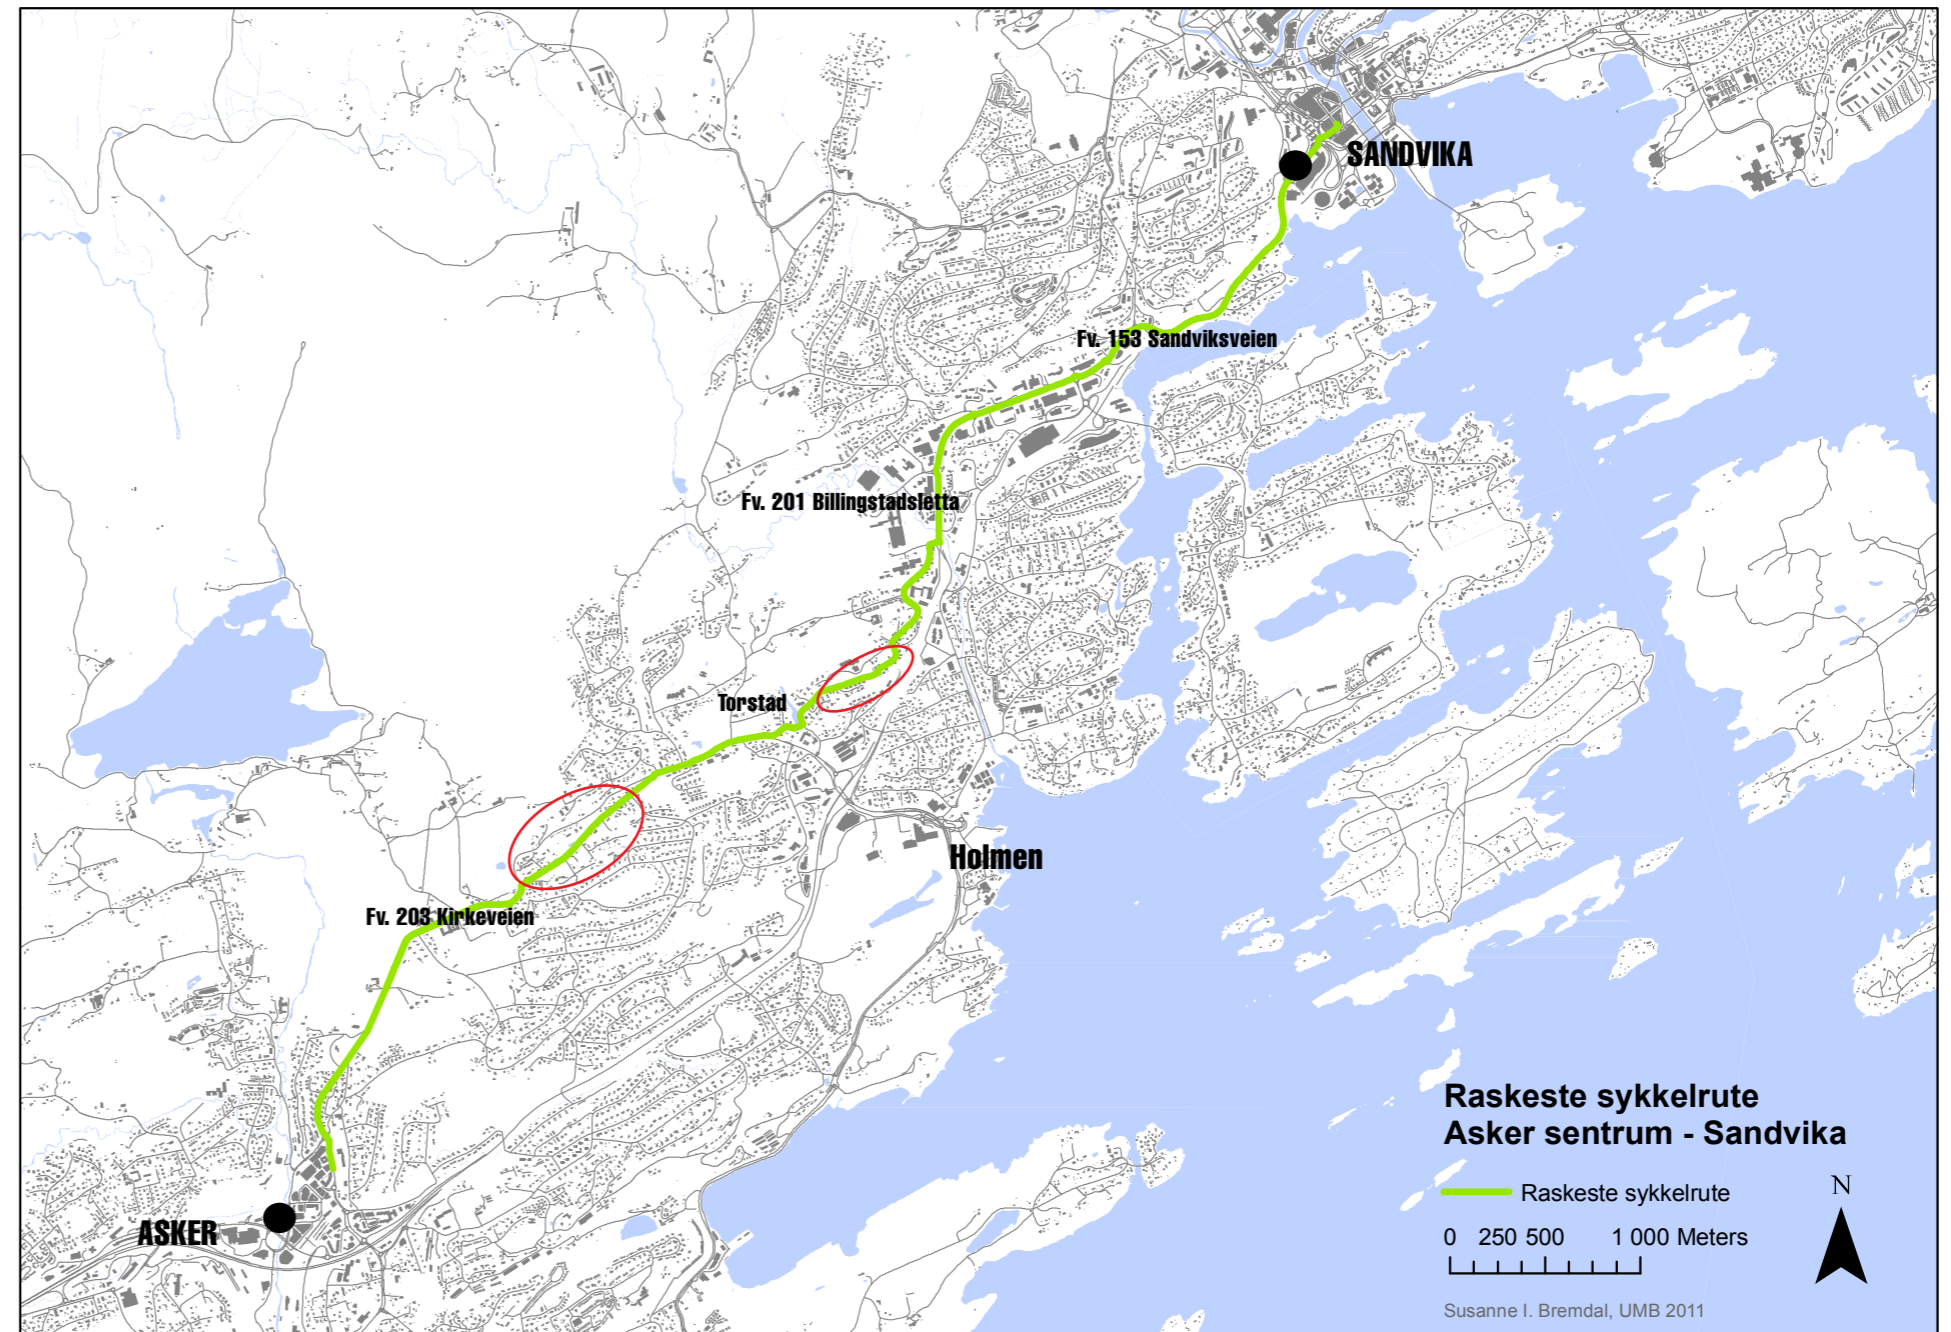 SANDVIKA
Fv. 153 Sandviksveien
Fv. 201 Billingstadsletta
Torstad
Holmen
Fv. 203 Kirkeveien
ASKER
Raskeste sykkelrute
Asker sentrum - Sandvika
Raskeste sykkelrute
N
0 250 500 1 000 Meters
Susanne I. Bremdal, UMB 2011